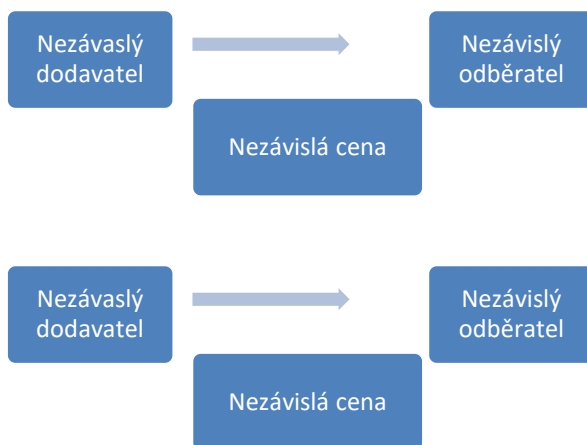 Nezávaslý
dodavatel
Nezávislý
odběratel
Nezávislá cena
Nezávaslý
dodavatel
Nezávislý
odběratel
Nezávislá cena